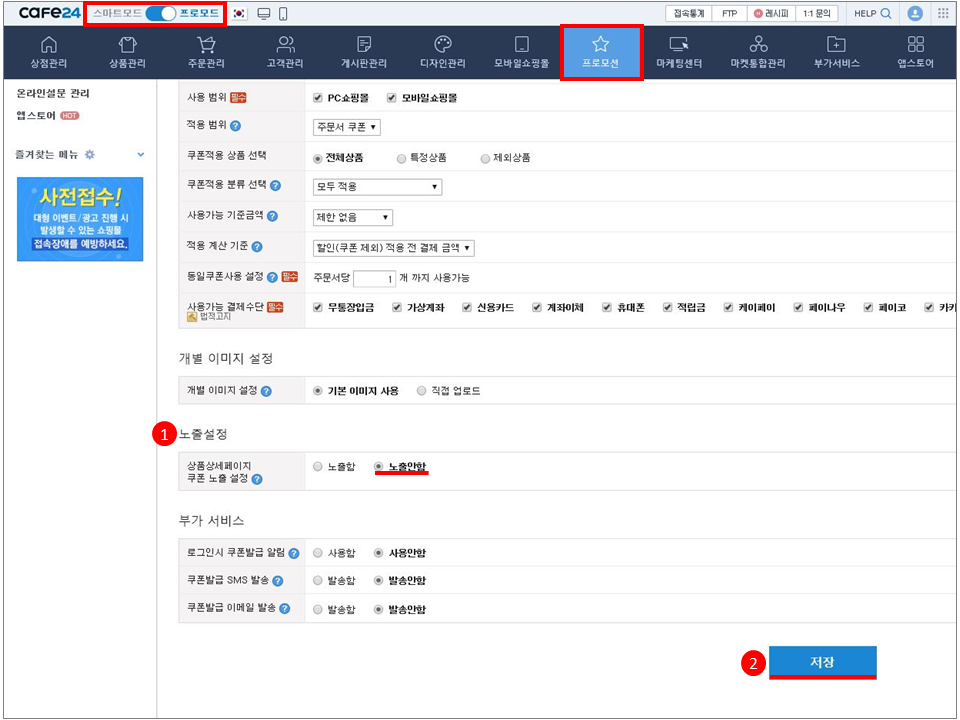 cafe24 스마트모드 프로모드 접속통계 FTP 레시피 1:1 문의 HELP
상점관리 상품관리 주문관리 고객관리 게시판관리 디자인관리 모바일쇼핑몰 프로모션 마케팅센터 마켓통합관리 부가서비스 앱스토어
온라인설문 관리
앱스토어 HOT
즐겨찾는 메뉴
사전접수!
대형 이벤트/광고 진행 시
발생할 수 있는 쇼핑몰
접속장애를 예방하세요.
사용 범위 필수 PC쇼핑몰 모바일쇼핑몰
적용 범위 ? 주문서 쿠폰
쿠폰적용 상품 선택 전체상품 특정상품 제외상품
쿠폰적용 분류 선택 ? 모두 적용
사용가능 기준금액 ? 제한 없음
적용 계산 기준 ? 할인(쿠폰 제외) 적용 전 결제 금액
동일쿠폰사용 설정 ? 필수 주문서당 1 개 까지 사용가능
사용가능 결제수단 필수 무통장입금 가상계좌 신용카드 계좌이체 휴대폰 적립금 케이페이 페이나우 페이코 카카
법적고지
개별 이미지 설정
개별 이미지 설정 ? 기본 이미지 사용 직접 업로드
1 노출설정
상품상세페이지
쿠폰 노출 설정 ? 노출함 노출안함
부가 서비스
로그인시 쿠폰발급 알림 ? 사용함 사용안함
쿠폰발급 SMS 발송 ? 발송함 발송안함
쿠폰발급 이메일 발송 ? 발송함 발송안함
2 저장